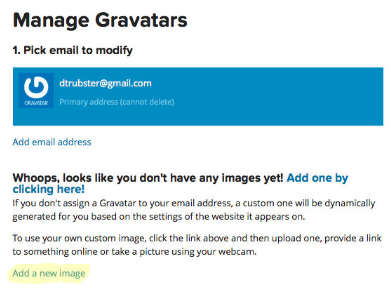 Manage Gravatars
1. Pick email to modify
dtrubster@gmail.com
GRAVATAR
Primary address (cannot delete)
Add email address
Whoops, looks like you don't have any images yet! Add one by
clicking here!
If you don't assign a Gravatar to your email address, a custom one will be dynamically
generated for you based on the settings of the website it appears on.
To use your own custom image, click the link above and then upload one, provide a link
to something online or take a picture using your webcam.
Add a new image